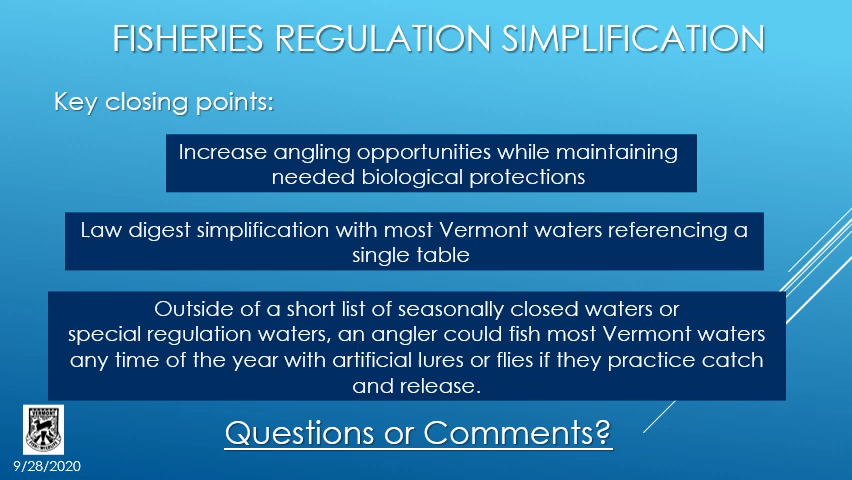 FISHERIES REGULATION SIMPLIFICATION
Key closing points:
Increase angling opportunities while maintaining
needed biological protections
Law digest simplification with most Vermont waters referencing a
single table
Outside of a short list of seasonally closed waters or
special regulation waters, an angler could fish most Vermont waters
any time of the year with artificial lures or flies if they practice catch
and release.
VERMONT
Questions or Comments?
9/28/2020